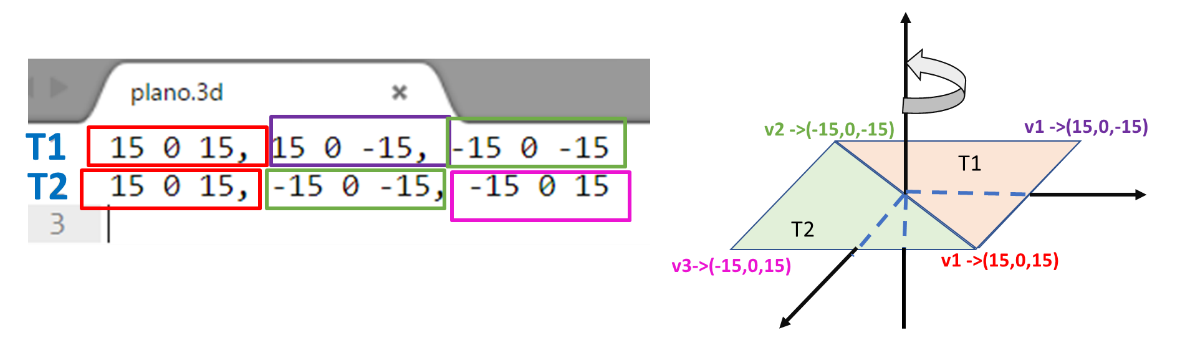 plano.3d ×
T1 15 0 15, 15 0 -15, -15 0 -15
T2 15 0 15, -15 0 -15, -15 0 15
3
v2 ->(-15,0,-15)
v1 ->(15,0,-15)
T1
T2
v3->(-15,0,15)
v1 ->(15,0,15)